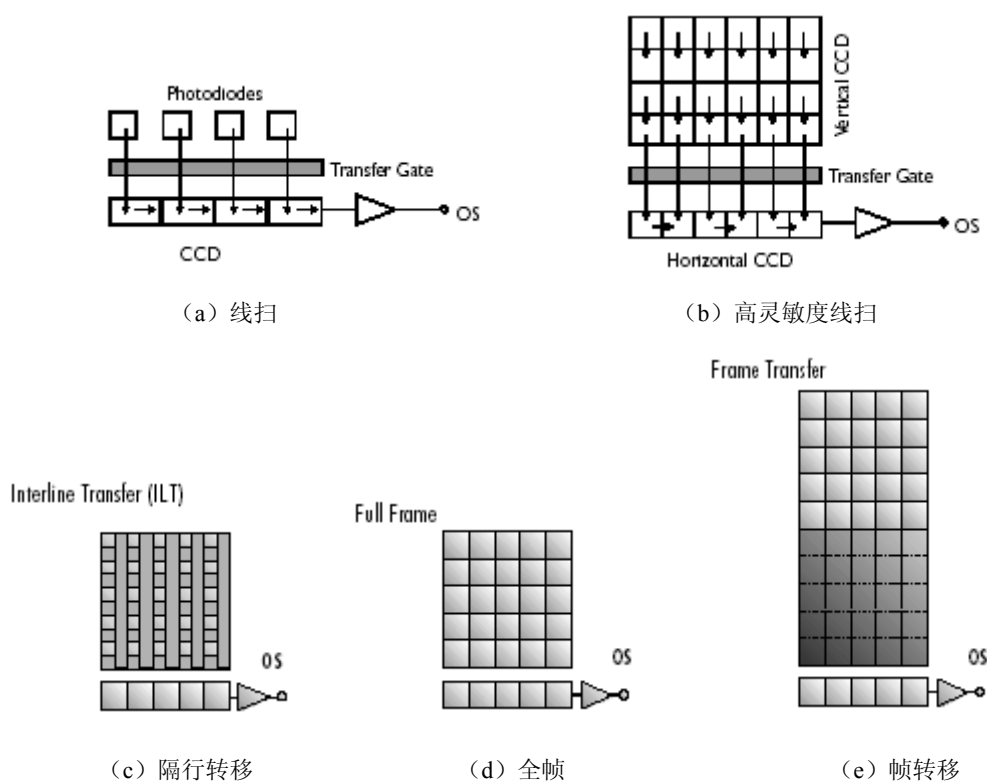 Photodiodes
Transfer Gate
OS
CCD
（a）线扫
Vertical CCD
Transfer Gate
OS
Horizontal CCD
（b）高灵敏度线扫
Interline Transfer (ILT)
OS
（c）隔行转移
Full Frame
OS
（d）全帧
Frame Transfer
OS
（e）帧转移